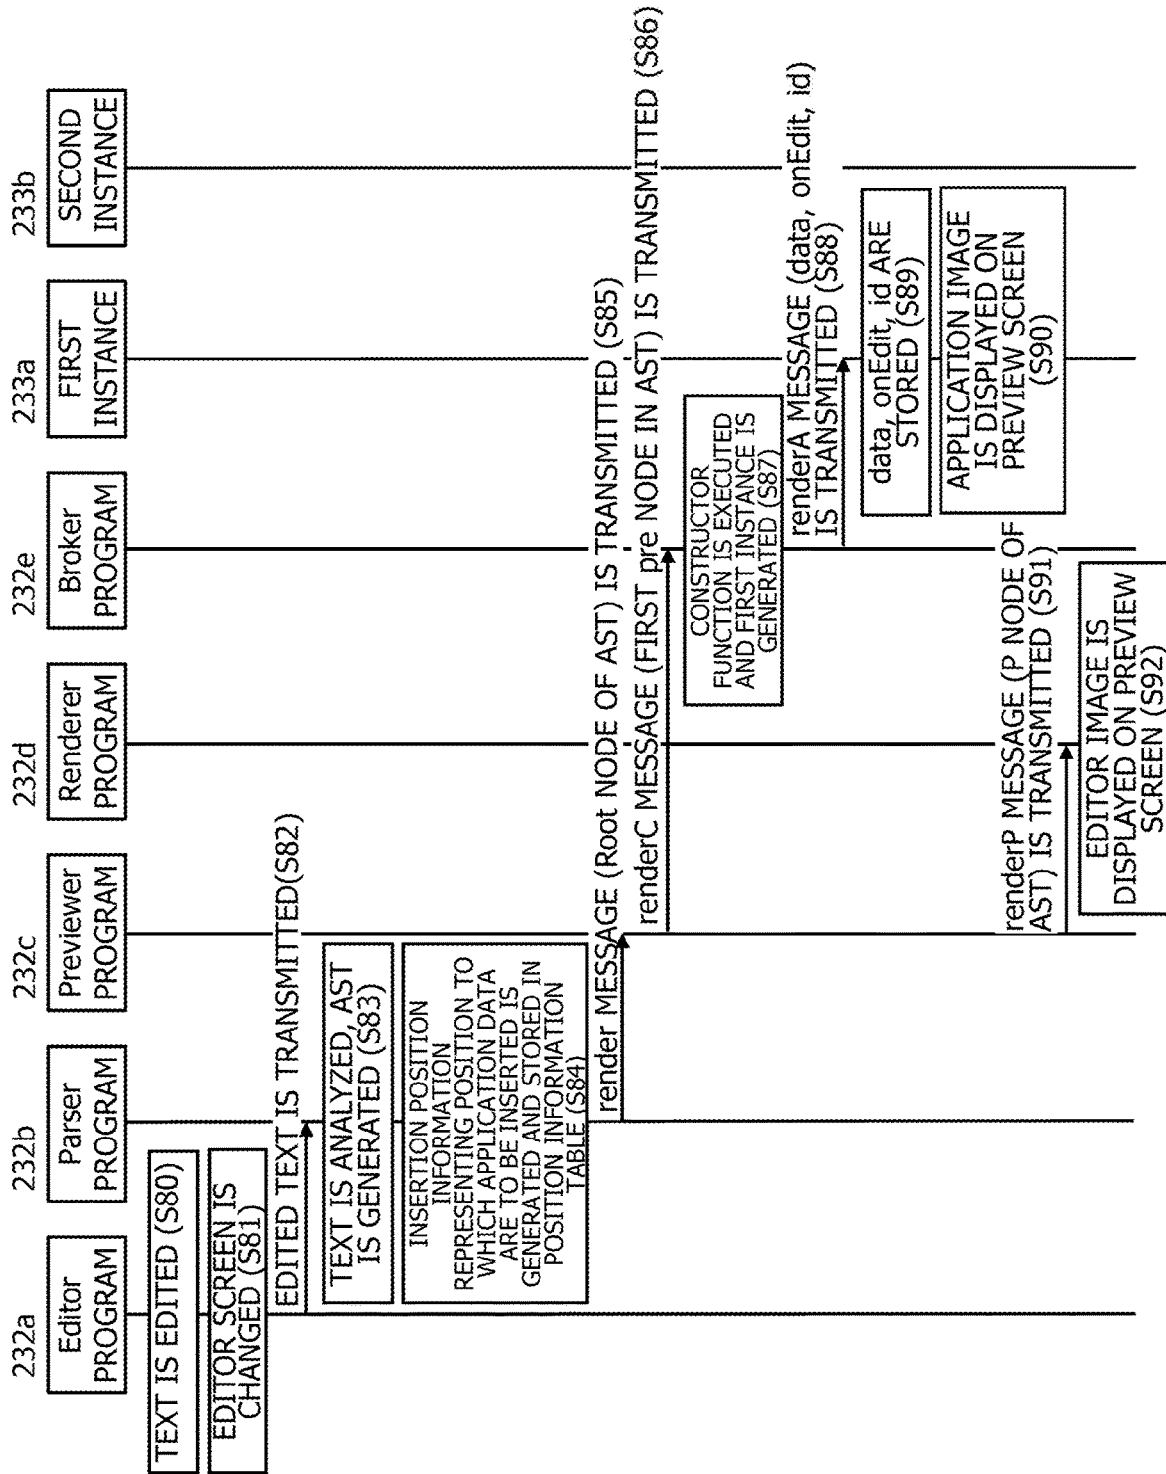 232a
Editor
PROGRAM
232b
Parser
PROGRAM
232c
Previewer
PROGRAM
232d
Renderer
PROGRAM
232e
Broker
PROGRAM
233a
FIRST
INSTANCE
233b
SECOND
INSTANCE
TEXT IS EDITED (S80)
EDITOR SCREEN IS
CHANGED (S81)
EDITED TEXT IS TRANSMITTED(S82)
TEXT IS ANALYZED, AST
IS GENERATED (S83)
INSERTION POSITION
INFORMATION
REPRESENTING POSITION TO
WHICH APPLICATION DATA
ARE TO BE INSERTED IS
GENERATED AND STORED IN
POSITION INFORMATION
TABLE (S84)
render MESSAGE (Root NODE OF AST) IS TRANSMITTED (S85)
renderC MESSAGE (FIRST pre NODE IN AST) IS TRANSMITTED (S86)
CONSTRUCTOR
FUNCTION IS EXECUTED
AND FIRST INSTANCE IS
GENERATED (S87)
renderA MESSAGE (data, onEdit, id)
IS TRANSMITTED (S88)
data, onEdit, id ARE
STORED (S89)
APPLICATION IMAGE
IS DISPLAYED ON
PREVIEW SCREEN
(S90)
renderP MESSAGE (P NODE OF
AST) IS TRANSMITTED (S91)
EDITOR IMAGE IS
DISPLAYED ON PREVIEW
SCREEN (S92)